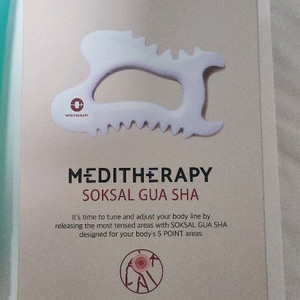 MEDITHERAPY
MEDITHERAPY
SOKSAL GUA SHA
It's time to tune and adjust your body line by
releasing the most tensed areas with SOKSAL GUA SHA
designed for your body's 5 POINT areas.